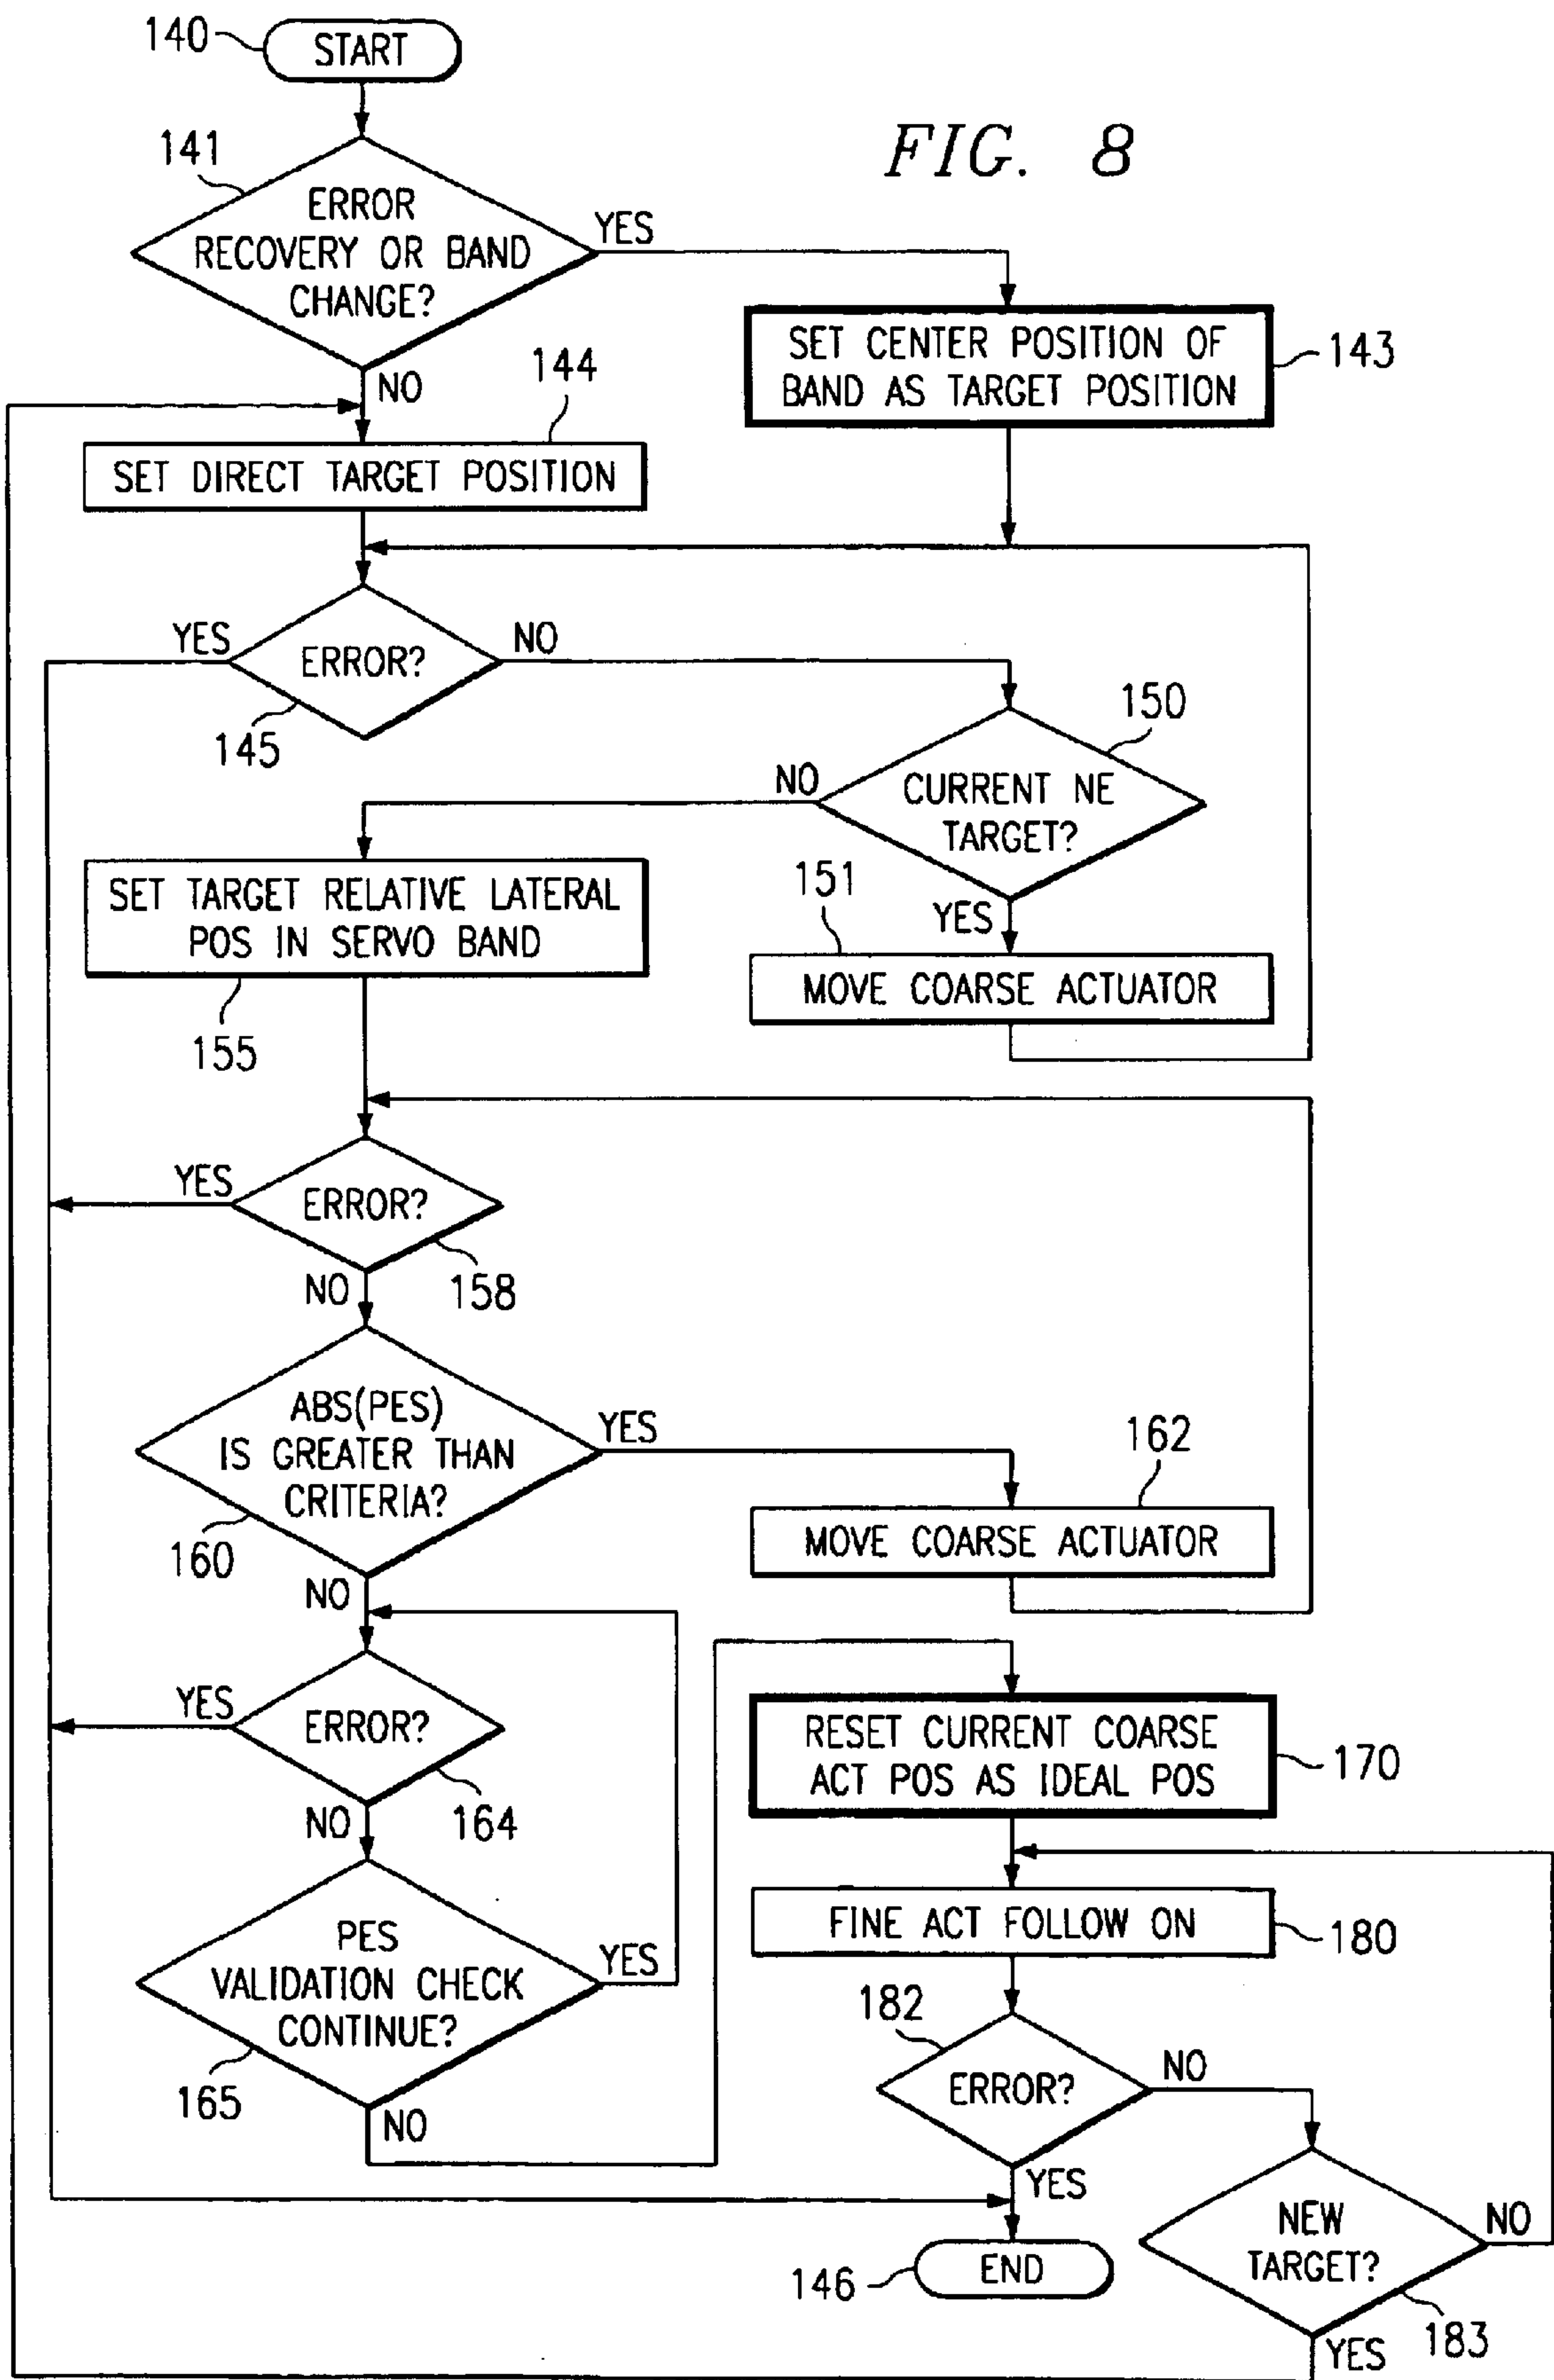 140
START
FIG. 8
141
ERROR
RECOVERY OR BAND
CHANGE?
YES
NO
SET CENTER POSITION OF
BAND AS TARGET POSITION
143
144
SET DIRECT TARGET POSITION
YES
ERROR?
NO
145
150
NO
CURRENT NE
TARGET?
YES
151
MOVE COARSE ACTUATOR
SET TARGET RELATIVE LATERAL
POS IN SERVO BAND
155
YES
ERROR?
NO
158
ABS(PES)
IS GREATER THAN
CRITERIA?
YES
160
NO
162
MOVE COARSE ACTUATOR
YES
ERROR?
NO
164
PES
VALIDATION CHECK
CONTINUE?
YES
165
NO
RESET CURRENT COARSE
ACT POS AS IDEAL POS
170
FINE ACT FOLLOW ON
180
182
ERROR?
NO
YES
END
146
NEW
TARGET?
NO
183
YES